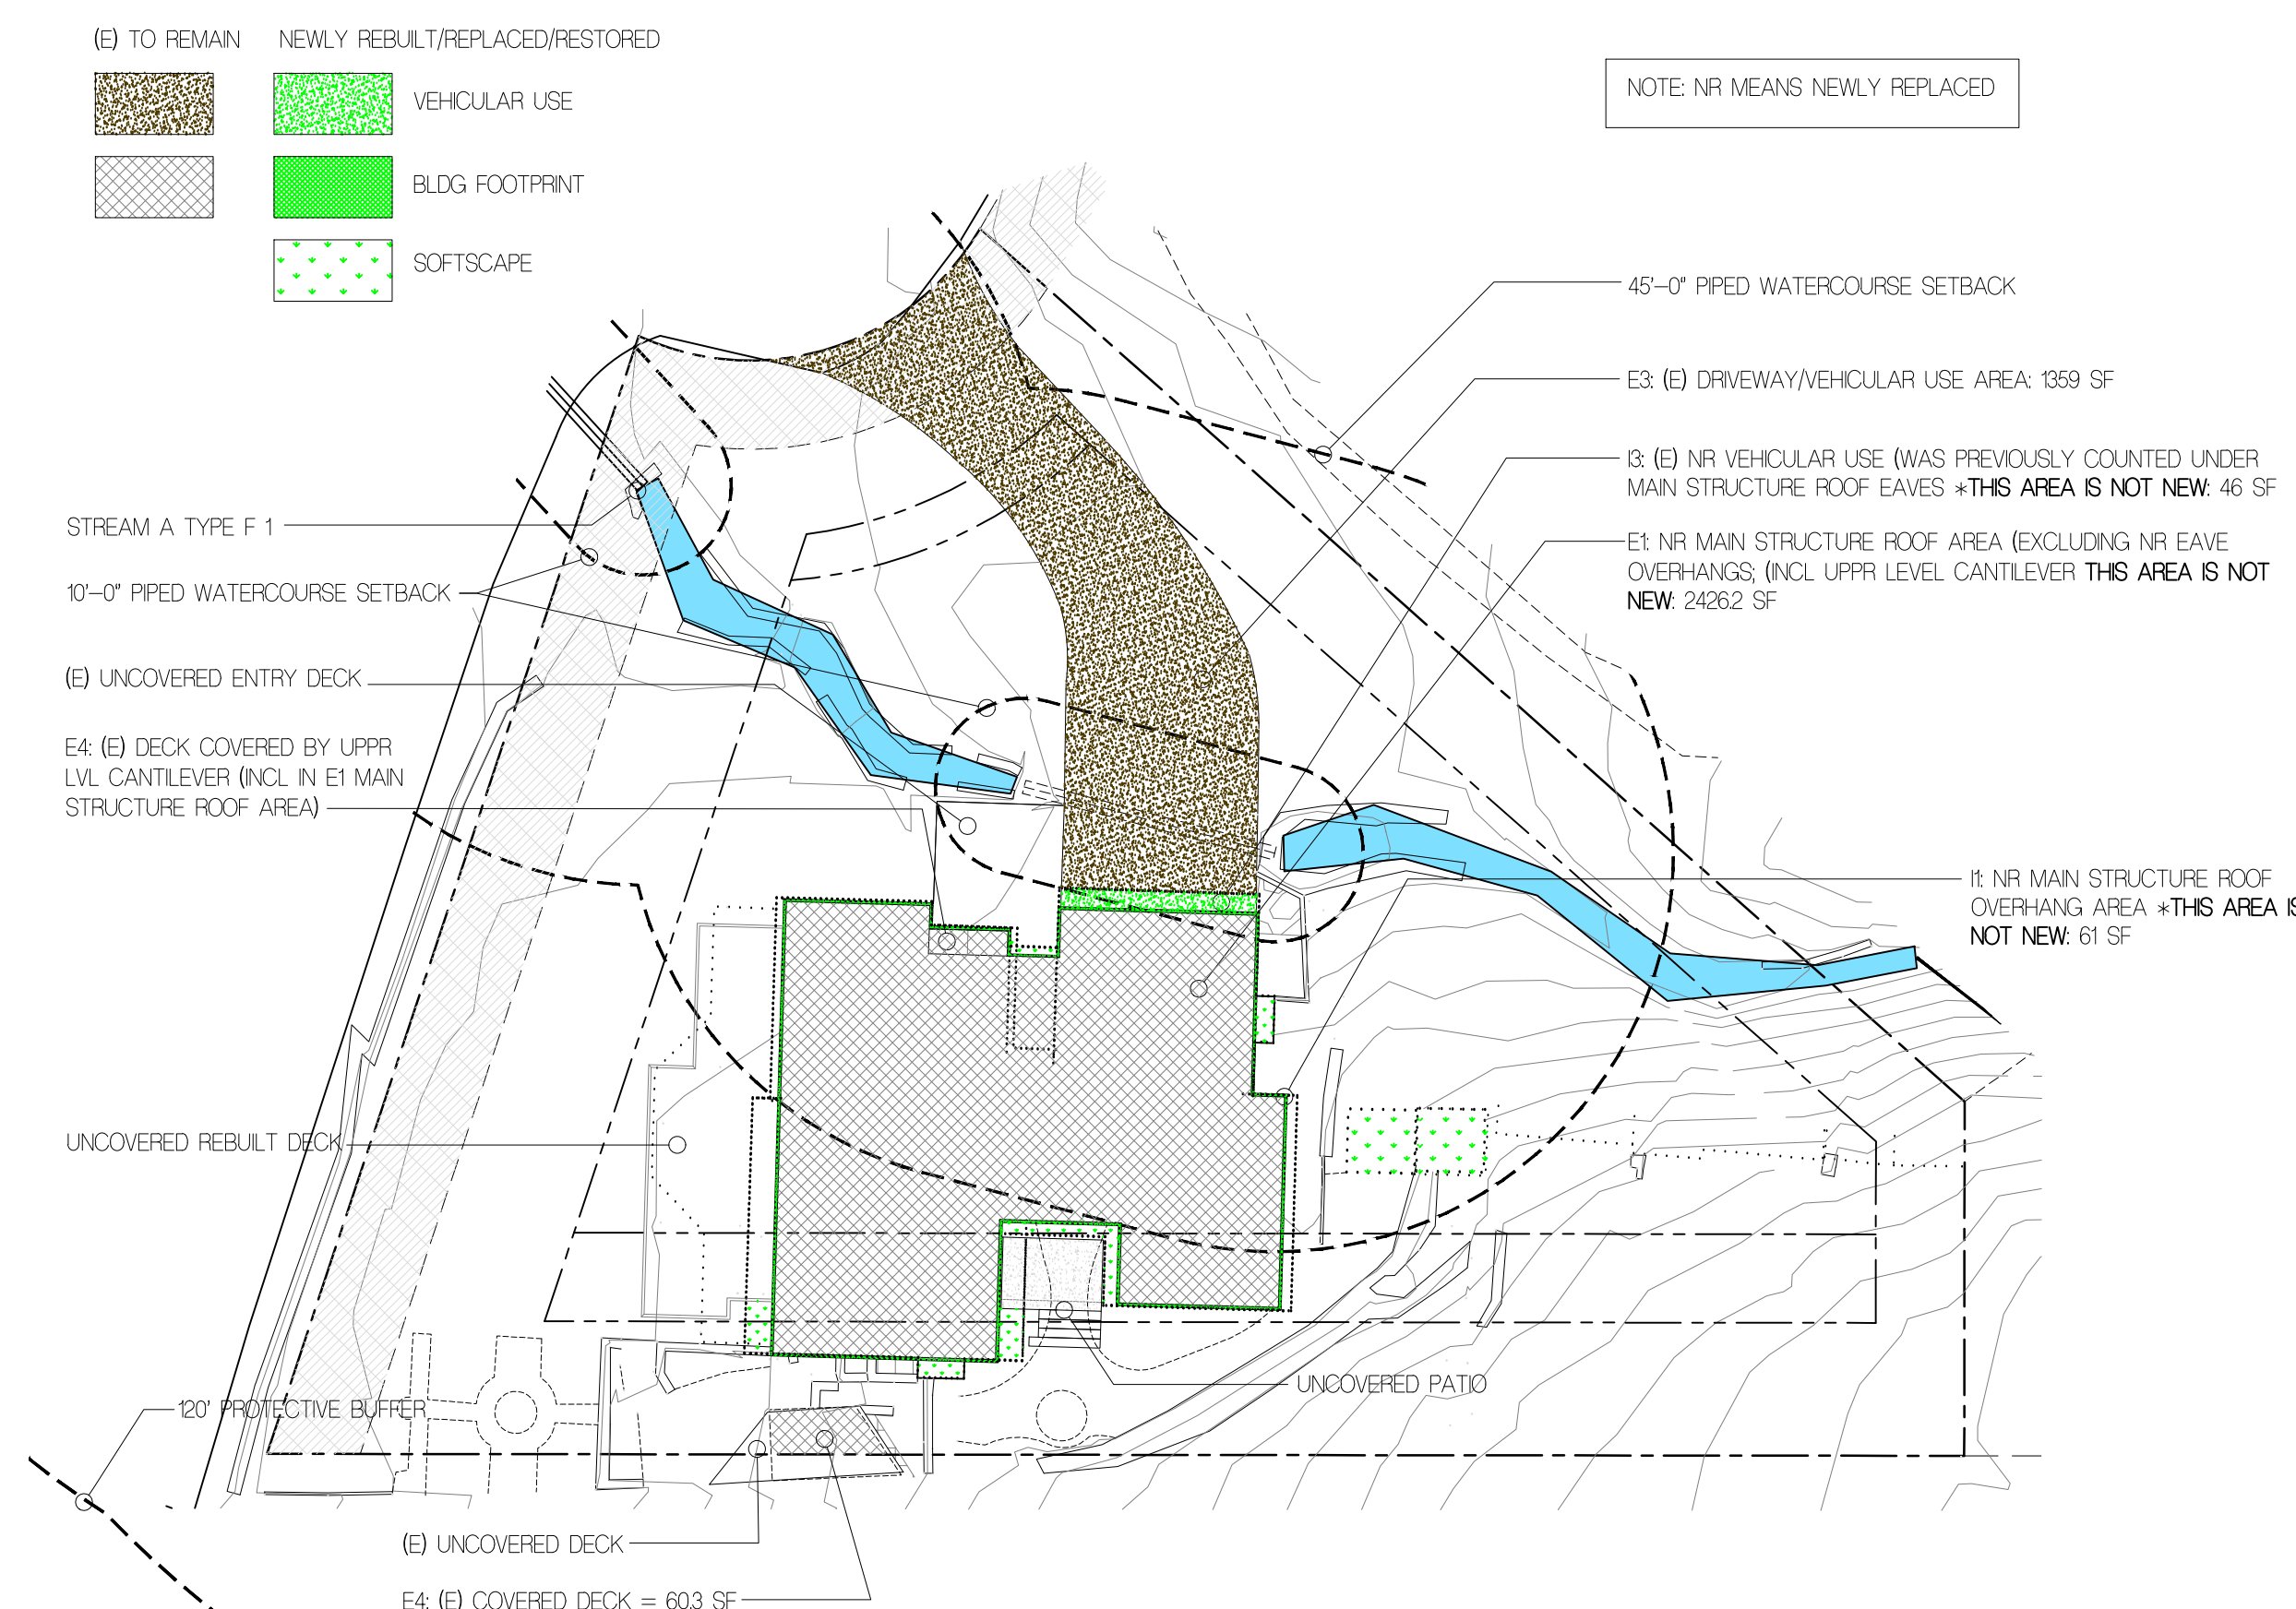 (E) TO REMAIN
NEWLY REBUILT/REPLACED/RESTORED
VEHICULAR USE
BLDG FOOTPRINT
SOFTSCAPE
NOTE: NR MEANS NEWLY REPLACED
45'-0" PIPED WATERCOURSE SETBACK
E3: (E) DRIVEWAY/VEHICULAR USE AREA: 1359 SF
I3: (E) NR VEHICULAR USE (WAS PREVIOUSLY COUNTED UNDER
MAIN STRUCTURE ROOF EAVES *THIS AREA IS NOT NEW: 46 SF
E1: NR MAIN STRUCTURE ROOF AREA (EXCLUDING NR EAVE
OVERHANGS; (INCL UPPR LEVEL CANTILEVER THIS AREA IS NOT
NEW: 2426.2 SF
I1: NR MAIN STRUCTURE ROOF
OVERHANG AREA *THIS AREA IS
NOT NEW: 61 SF
STREAM A TYPE F 1
10'-0" PIPED WATERCOURSE SETBACK
(E) UNCOVERED ENTRY DECK
E4: (E) DECK COVERED BY UPPR
LVL CANTILEVER (INCL IN E1 MAIN
STRUCTURE ROOF AREA)
UNCOVERED REBUILT DECK
120' PROTECTIVE BUFFER
UNCOVERED PATIO
(E) UNCOVERED DECK
E4: (E) COVERED DECK = 60.3 SF